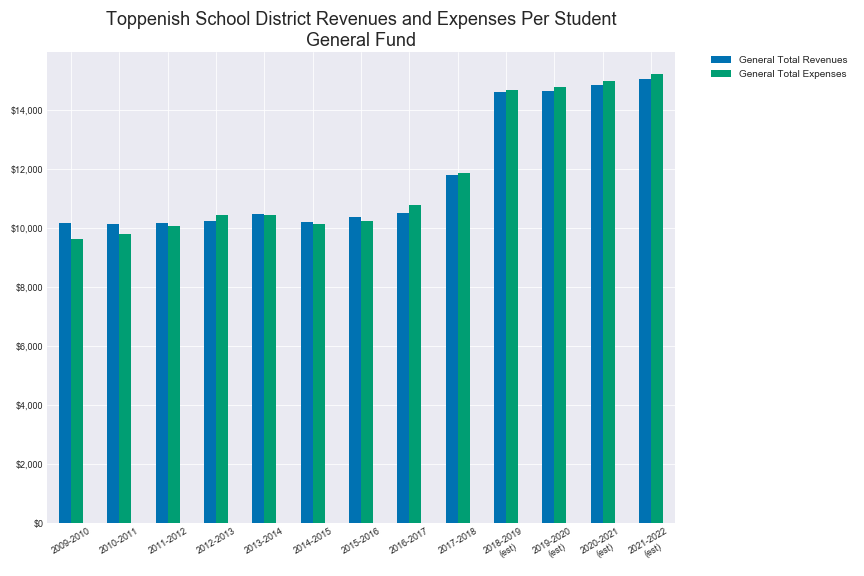 Toppenish School District Revenues and Expenses Per Student
General Fund
General Total Revenues
General Total Expenses
$14,000
$12,000
$10,000
$8,000
$6,000
$4,000
$2,000
$0
2009-2010
2010-2011
2011-2012
2012-2013
2013-2014
2014-2015
2015-2016
2016-2017
2017-2018
2018-2019
(est)
2019-2020
(est)
2020-2021
(est)
2021-2022
(est)